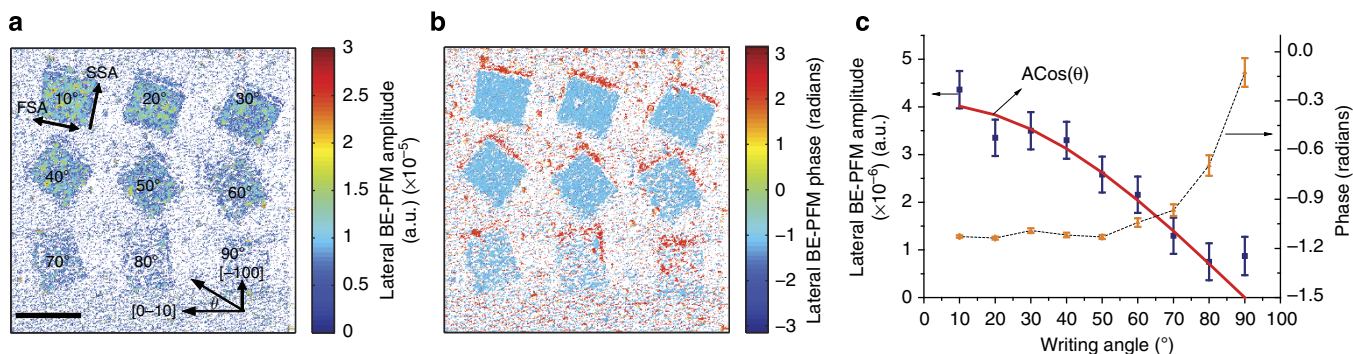 a
SSA
10°
20°
30°
FSA
40°
50°
60°
70°
80°
90°
[–100]
θ
[0–10]
3
2.5
2
1.5
1
0.5
0
Lateral BE-PFM amplitude
(a.u.) (×10⁻⁵)
b
3
2
1
0
−1
−2
−3
Lateral BE-PFM phase (radians)
c
ACos(θ)
5
4
3
2
1
0
Lateral BE-PFM amplitude
(×10⁻⁶) (a.u.)
0 10 20 30 40 50 60 70 80 90 100
Writing angle (°)
0.0
−0.3
−0.6
−0.9
−1.2
−1.5
Phase (radians)